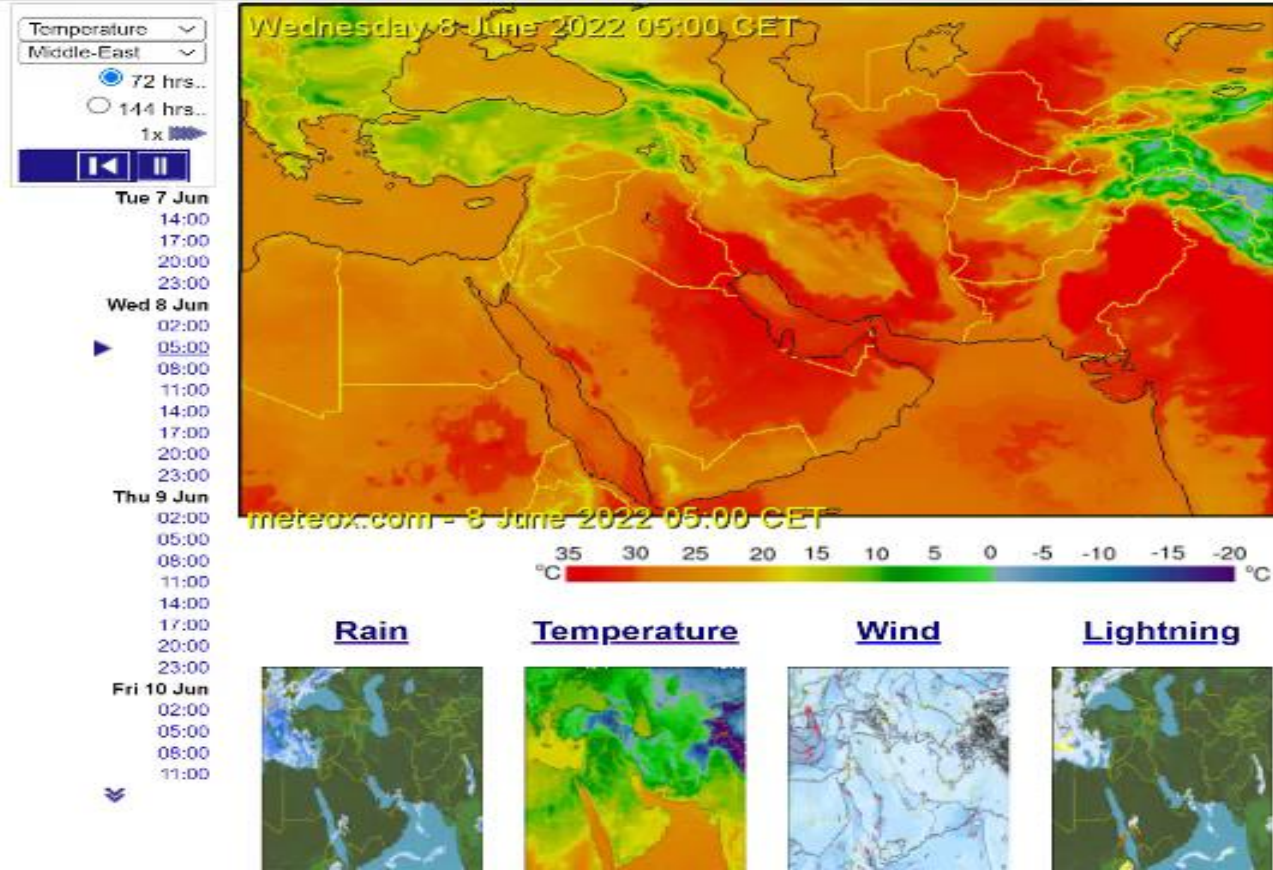 Temperature
Middle-East
72 hrs..
144 hrs..
1x
Tue 7 Jun
14:00
17:00
20:00
23:00
Wed 8 Jun
02:00
05:00
08:00
11:00
14:00
17:00
20:00
23:00
Thu 9 Jun
02:00
05:00
08:00
11:00
14:00
17:00
20:00
23:00
Fri 10 Jun
02:00
05:00
08:00
11:00
Wednesday 8 June 2022 05:00 CET
meteox.com - 8 June 2022 05:00 CET
35 30 25 20 15 10 5 0 -5 -10 -15 -20
°C °C
Rain Temperature Wind Lightning